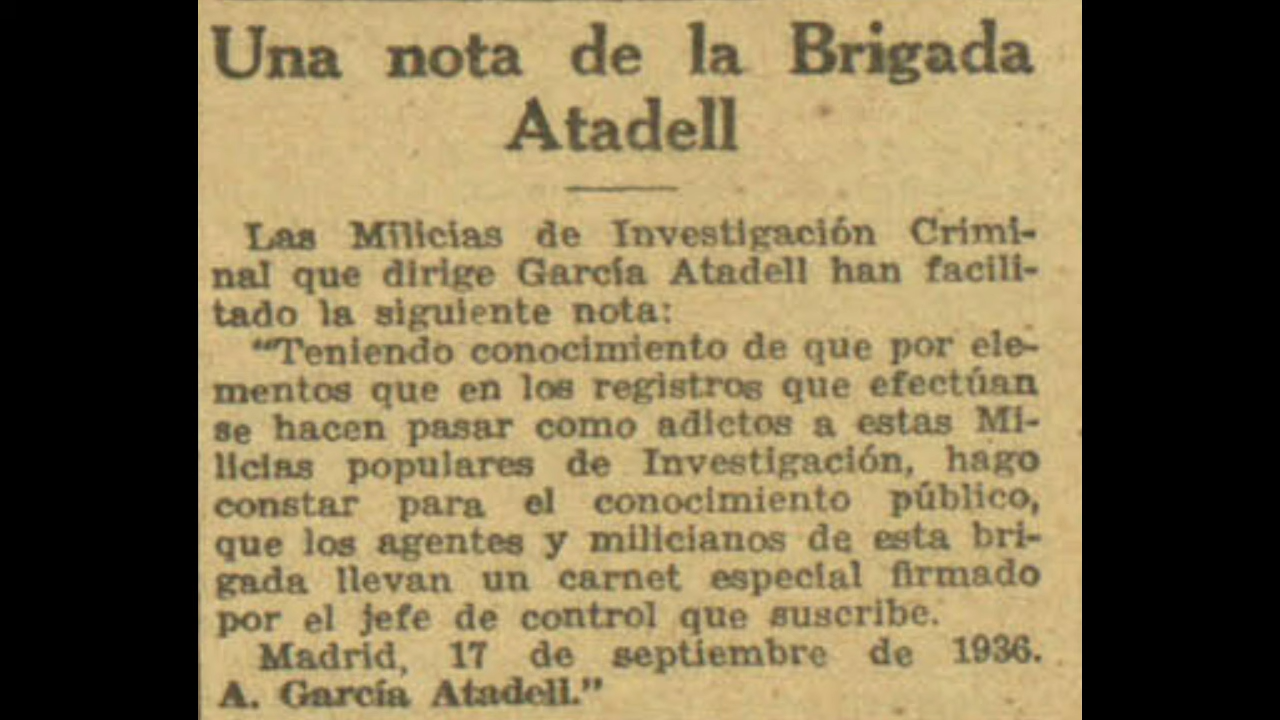 Una nota de la Brigada
Atadell
Las Milicias de Investigación Crimi-
nal que dirige García Atadell han facili-
tado la siguiente nota:
"Teniendo conocimiento de que por ele-
mentos que en los registros que efectúan
se hacen pasar como adictos a estas Mi-
licias populares de Investigación, hago
constar para el conocimiento público,
que los agentes y milicianos de esta bri-
gada llevan un carnet especial firmado
por el jefe de control que suscribe.
Madrid, 17 de septiembre de 1936.
A. García Atadell."